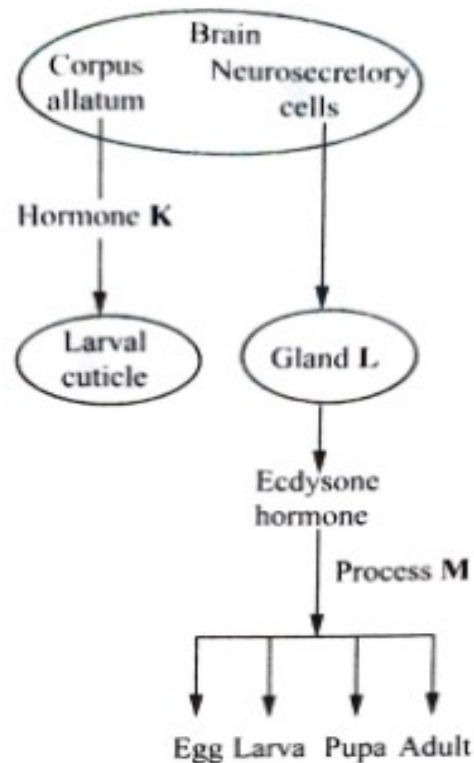 Brain
Corpus
allatum
Neurosecretory
cells
Hormone K
Larval
cuticle
Gland L
Ecdysone
hormone
Process M
Egg Larva Pupa Adult